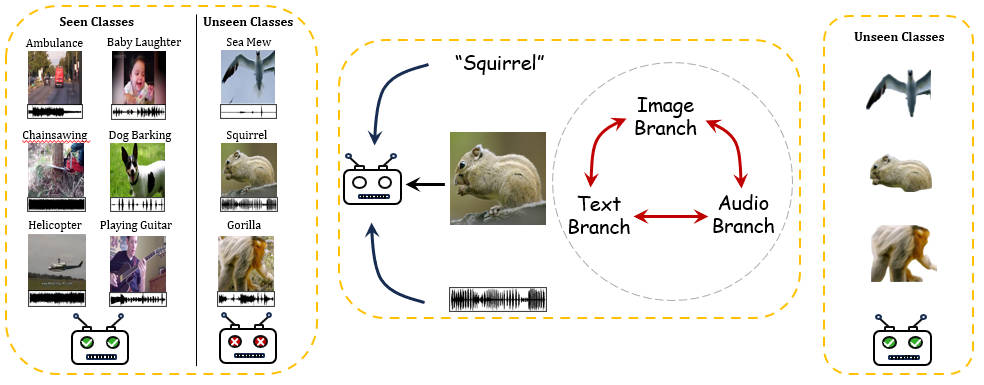 Seen Classes
Unseen Classes
Ambulance
Baby Laughter
Sea Mew
Chainsawing
Dog Barking
Squirrel
Helicopter
Playing Guitar
Gorilla
“Squirrel”
Image
Branch
Text
Branch
Audio
Branch
Unseen Classes